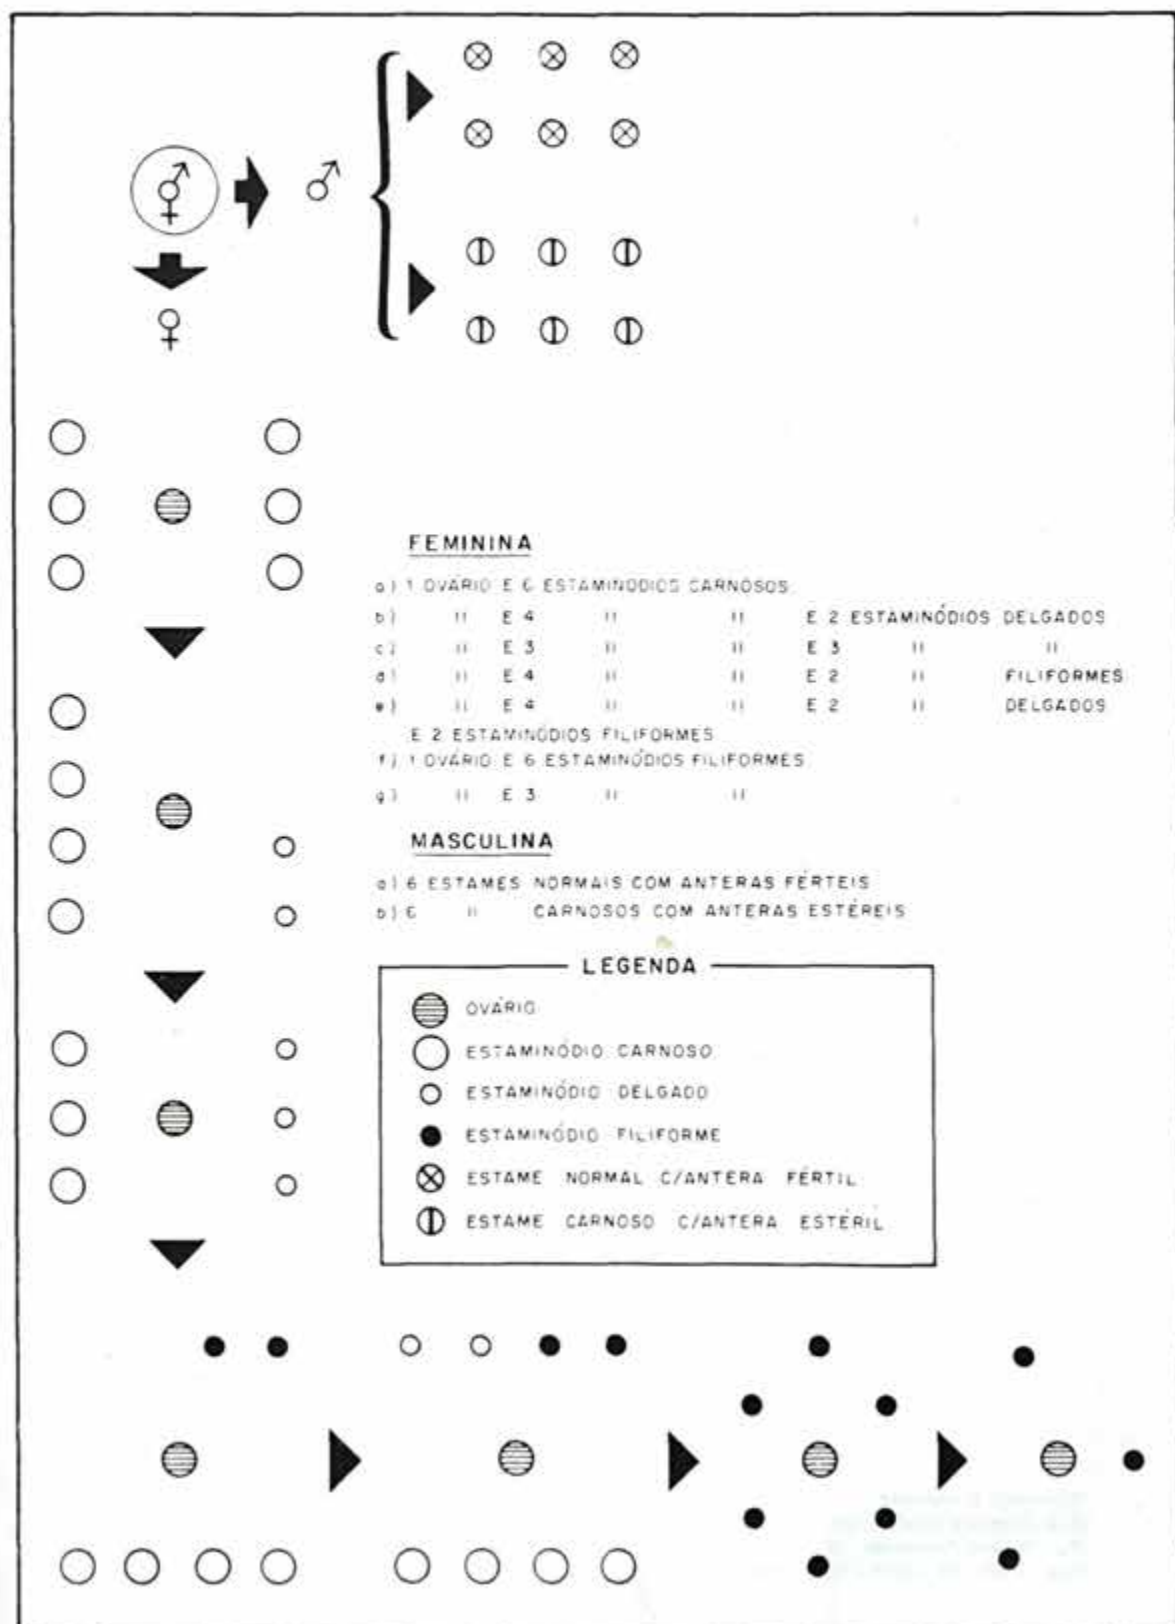 FEMININA
a) 1 OVÁRIO E 6 ESTAMINÓDIOS CARNOSOS
b) " E 4 " " E 2 ESTAMINÓDIOS DELGADOS
c) " E 3 " " E 3 " "
d) " E 4 " " E 2 " FILIFORMES
e) " E 4 " " E 2 " DELGADOS
E 2 ESTAMINÓDIOS FILIFORMES
f) 1 OVÁRIO E 6 ESTAMINÓDIOS FILIFORMES
g) " E 3 " "
MASCULINA
a) 6 ESTAMES NORMAIS COM ANTERAS FÉRTEIS
b) 6 " CARNOSOS COM ANTERAS ESTÉREIS
LEGENDA
OVÁRIO
ESTAMINÓDIO CARNOSO
ESTAMINÓDIO DELGADO
ESTAMINÓDIO FILIFORME
ESTAME NORMAL C/ANTERA FÉRTIL
ESTAME CARNOSO C/ANTERA ESTÉRIL